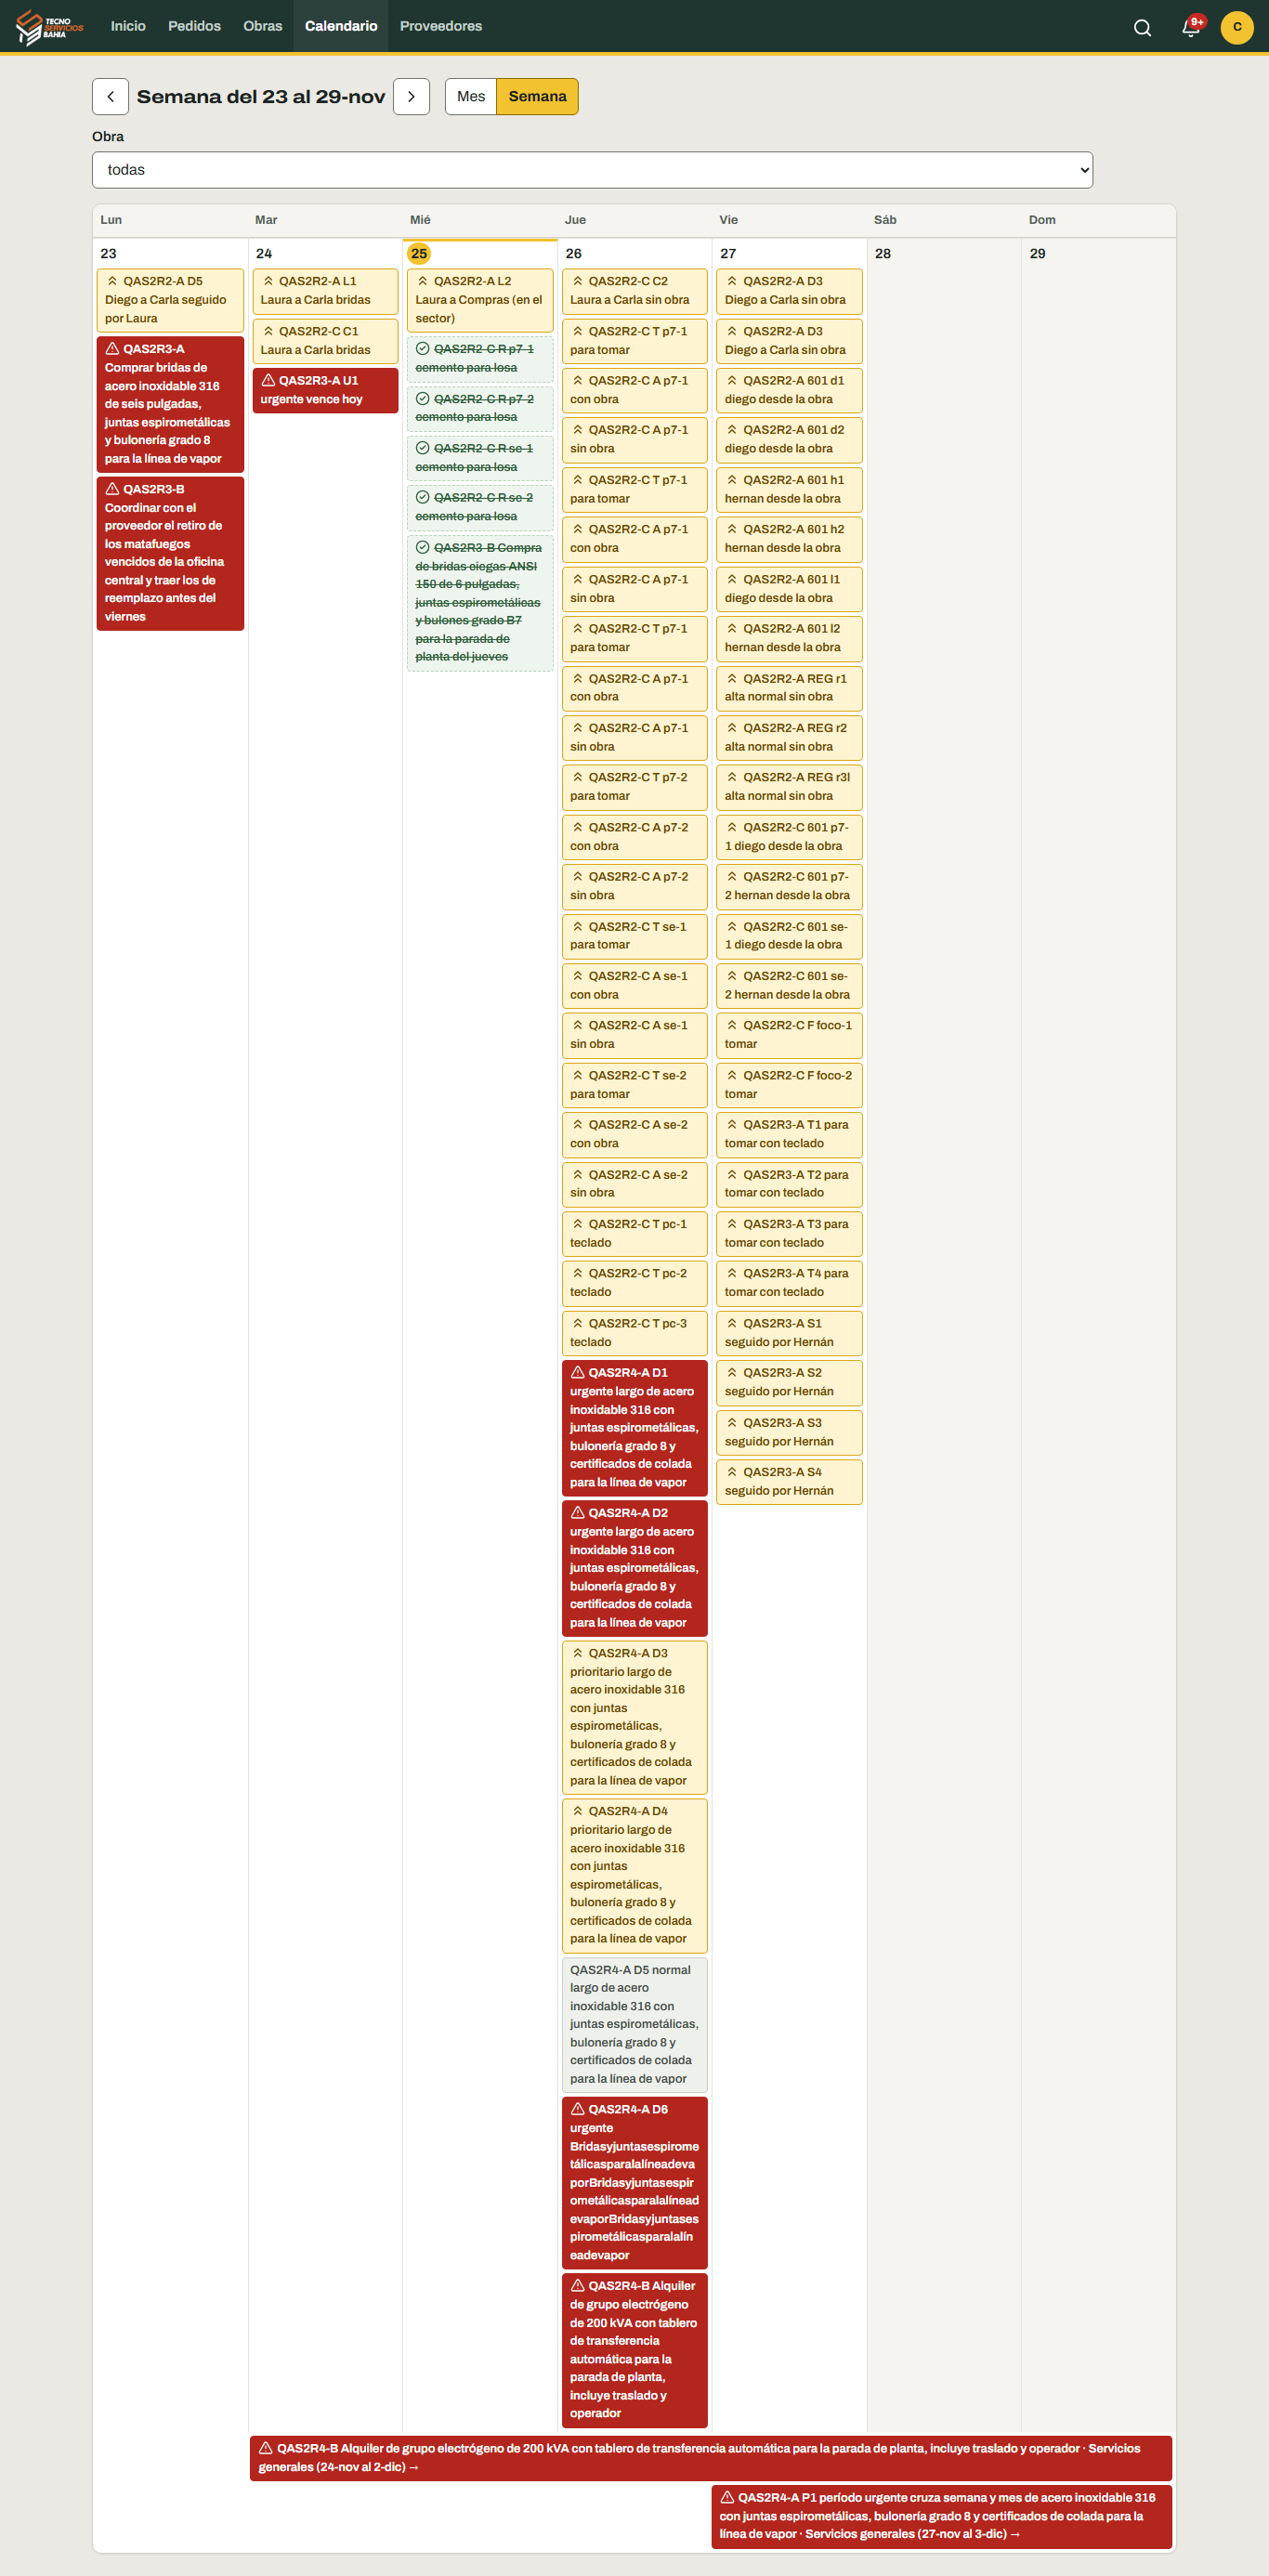 TECNO
SERVICIOS
BAHIA
Inicio
Pedidos
Obras
Calendario
Proveedores
9+
C
Semana del 23 al 29-nov
Mes
Semana
Obra
todas
Lun
Mar
Mié
Jue
Vie
Sáb
Dom
23
QAS2R2-A D5
Diego a Carla seguido
por Laura
QAS2R3-A
Comprar bridas de
acero inoxidable 316
de seis pulgadas,
juntas espirometálicas
y bulonería grado 8
para la línea de vapor
QAS2R3-B
Coordinar con el
proveedor el retiro de
los matafuegos
vencidos de la oficina
central y traer los de
reemplazo antes del
viernes
24
QAS2R2-A L1
Laura a Carla bridas
QAS2R2-C C1
Laura a Carla bridas
QAS2R3-A U1
urgente vence hoy
25
QAS2R2-A L2
Laura a Compras (en el
sector)
QAS2R2-C R p7-1
cemento para losa
QAS2R2-C R p7-2
cemento para losa
QAS2R2-C R se-1
cemento para losa
QAS2R2-C R se-2
cemento para losa
QAS2R3-B Compra
de bridas ciegas ANSI
150 de 6 pulgadas,
juntas espirometálicas
y bulones grado B7
para la parada de
planta del jueves
26
QAS2R2-C C2
Laura a Carla sin obra
QAS2R2-C T p7-1
para tomar
QAS2R2-C A p7-1
con obra
QAS2R2-C A p7-1
sin obra
QAS2R2-C T p7-1
para tomar
QAS2R2-C A p7-1
con obra
QAS2R2-C A p7-1
sin obra
QAS2R2-C T p7-1
para tomar
QAS2R2-C A p7-1
con obra
QAS2R2-C A p7-1
sin obra
QAS2R2-C T p7-2
para tomar
QAS2R2-C A p7-2
con obra
QAS2R2-C A p7-2
sin obra
QAS2R2-C T se-1
para tomar
QAS2R2-C A se-1
con obra
QAS2R2-C A se-1
sin obra
QAS2R2-C T se-2
para tomar
QAS2R2-C A se-2
con obra
QAS2R2-C A se-2
sin obra
QAS2R2-C T pc-1
teclado
QAS2R2-C T pc-2
teclado
QAS2R2-C T pc-3
teclado
QAS2R4-A D1
urgente largo de acero
inoxidable 316 con
juntas espirometálicas,
bulonería grado 8 y
certificados de colada
para la línea de vapor
QAS2R4-A D2
urgente largo de acero
inoxidable 316 con
juntas espirometálicas,
bulonería grado 8 y
certificados de colada
para la línea de vapor
QAS2R4-A D3
prioritario largo de
acero inoxidable 316
con juntas
espirometálicas,
bulonería grado 8 y
certificados de colada
para la línea de vapor
QAS2R4-A D4
prioritario largo de
acero inoxidable 316
con juntas
espirometálicas,
bulonería grado 8 y
certificados de colada
para la línea de vapor
QAS2R4-A D5 normal
largo de acero
inoxidable 316 con
juntas espirometálicas,
bulonería grado 8 y
certificados de colada
para la línea de vapor
QAS2R4-A D6
urgente
Bridasyjuntasespirome
tálicasparalalíneadeva
porBridasyjuntasespir
ometálicasparalalínead
evaporBridasyjuntases
pirometálicasparalalín
eadevapor
QAS2R4-B Alquiler
de grupo electrógeno
de 200 kVA con tablero
de transferencia
automática para la
parada de planta,
incluye traslado y
operador
27
QAS2R2-A D3
Diego a Carla sin obra
QAS2R2-A D3
Diego a Carla sin obra
QAS2R2-A 601 d1
diego desde la obra
QAS2R2-A 601 d2
diego desde la obra
QAS2R2-A 601 h1
hernan desde la obra
QAS2R2-A 601 h2
hernan desde la obra
QAS2R2-A 601 l1
diego desde la obra
QAS2R2-A 601 l2
hernan desde la obra
QAS2R2-A REG r1
alta normal sin obra
QAS2R2-A REG r2
alta normal sin obra
QAS2R2-A REG r3l
alta normal sin obra
QAS2R2-C 601 p7-
1 diego desde la obra
QAS2R2-C 601 p7-
2 hernan desde la obra
QAS2R2-C 601 se-
1 diego desde la obra
QAS2R2-C 601 se-
2 hernan desde la obra
QAS2R2-C F foco-1
tomar
QAS2R2-C F foco-2
tomar
QAS2R3-A T1 para
tomar con teclado
QAS2R3-A T2 para
tomar con teclado
QAS2R3-A T3 para
tomar con teclado
QAS2R3-A T4 para
tomar con teclado
QAS2R3-A S1
seguido por Hernán
QAS2R3-A S2
seguido por Hernán
QAS2R3-A S3
seguido por Hernán
QAS2R3-A S4
seguido por Hernán
28
29
QAS2R4-B Alquiler de grupo electrógeno de 200 kVA con tablero de transferencia automática para la parada de planta, incluye traslado y operador · Servicios
generales (24-nov al 2-dic) →
QAS2R4-A P1 período urgente cruza semana y mes de acero inoxidable 316
con juntas espirometálicas, bulonería grado 8 y certificados de colada para la
línea de vapor · Servicios generales (27-nov al 3-dic) →